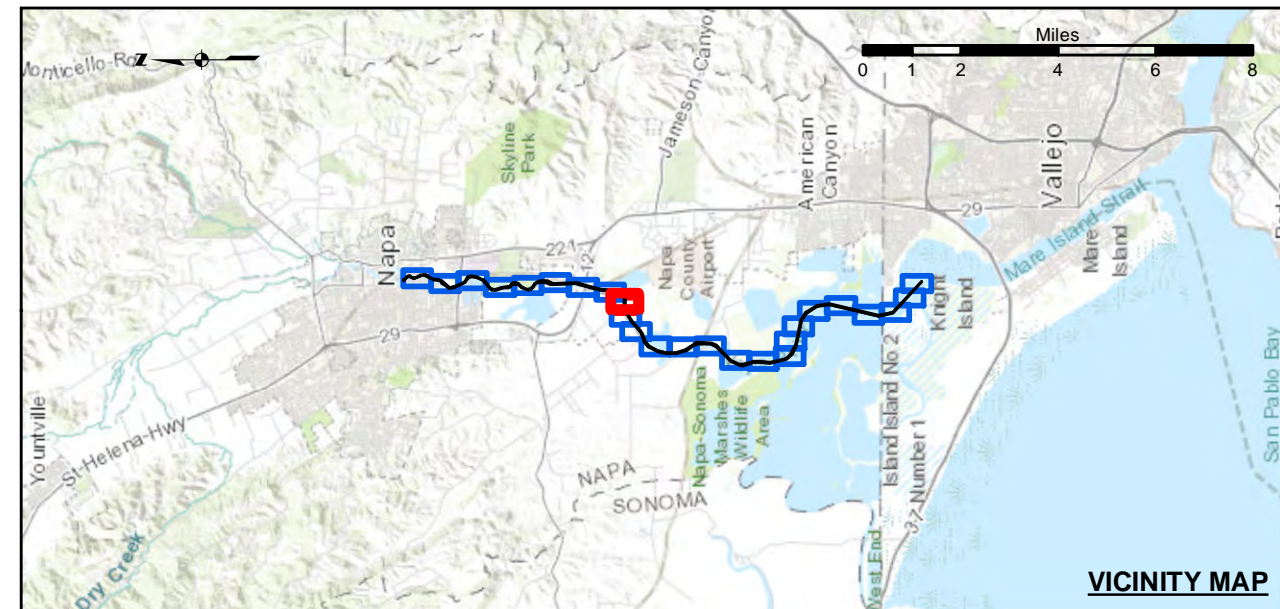 Monticello-Ro
Z
Miles
0 1 2 4 6 8
Skyline
Park
Jameson-Canyo
American
Canyon
Vallejo
29
Mare Island-Strait
Mare
Island
Napa
221
12
Napa
County
Airport
29
Knight
Island
Yountville
St-Helena-Hwy
Dry Creek
NAPA
SONOMA
Napa-Sonoma
Marshes
Wildlife
Area
Island Island No 2
37-Number 1
West End
San Pablo Bay
VICINITY MAP